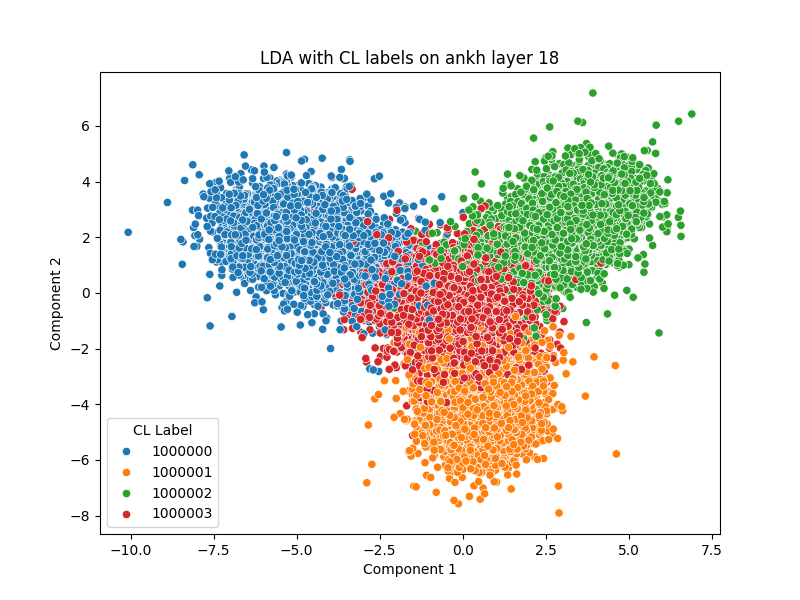 LDA with CL labels on ankh layer 18
6
4
2
0
−2
−4
−6
−8
Component 2
CL Label
1000000
1000001
1000002
1000003
−10.0 −7.5 −5.0 −2.5 0.0 2.5 5.0 7.5
Component 1